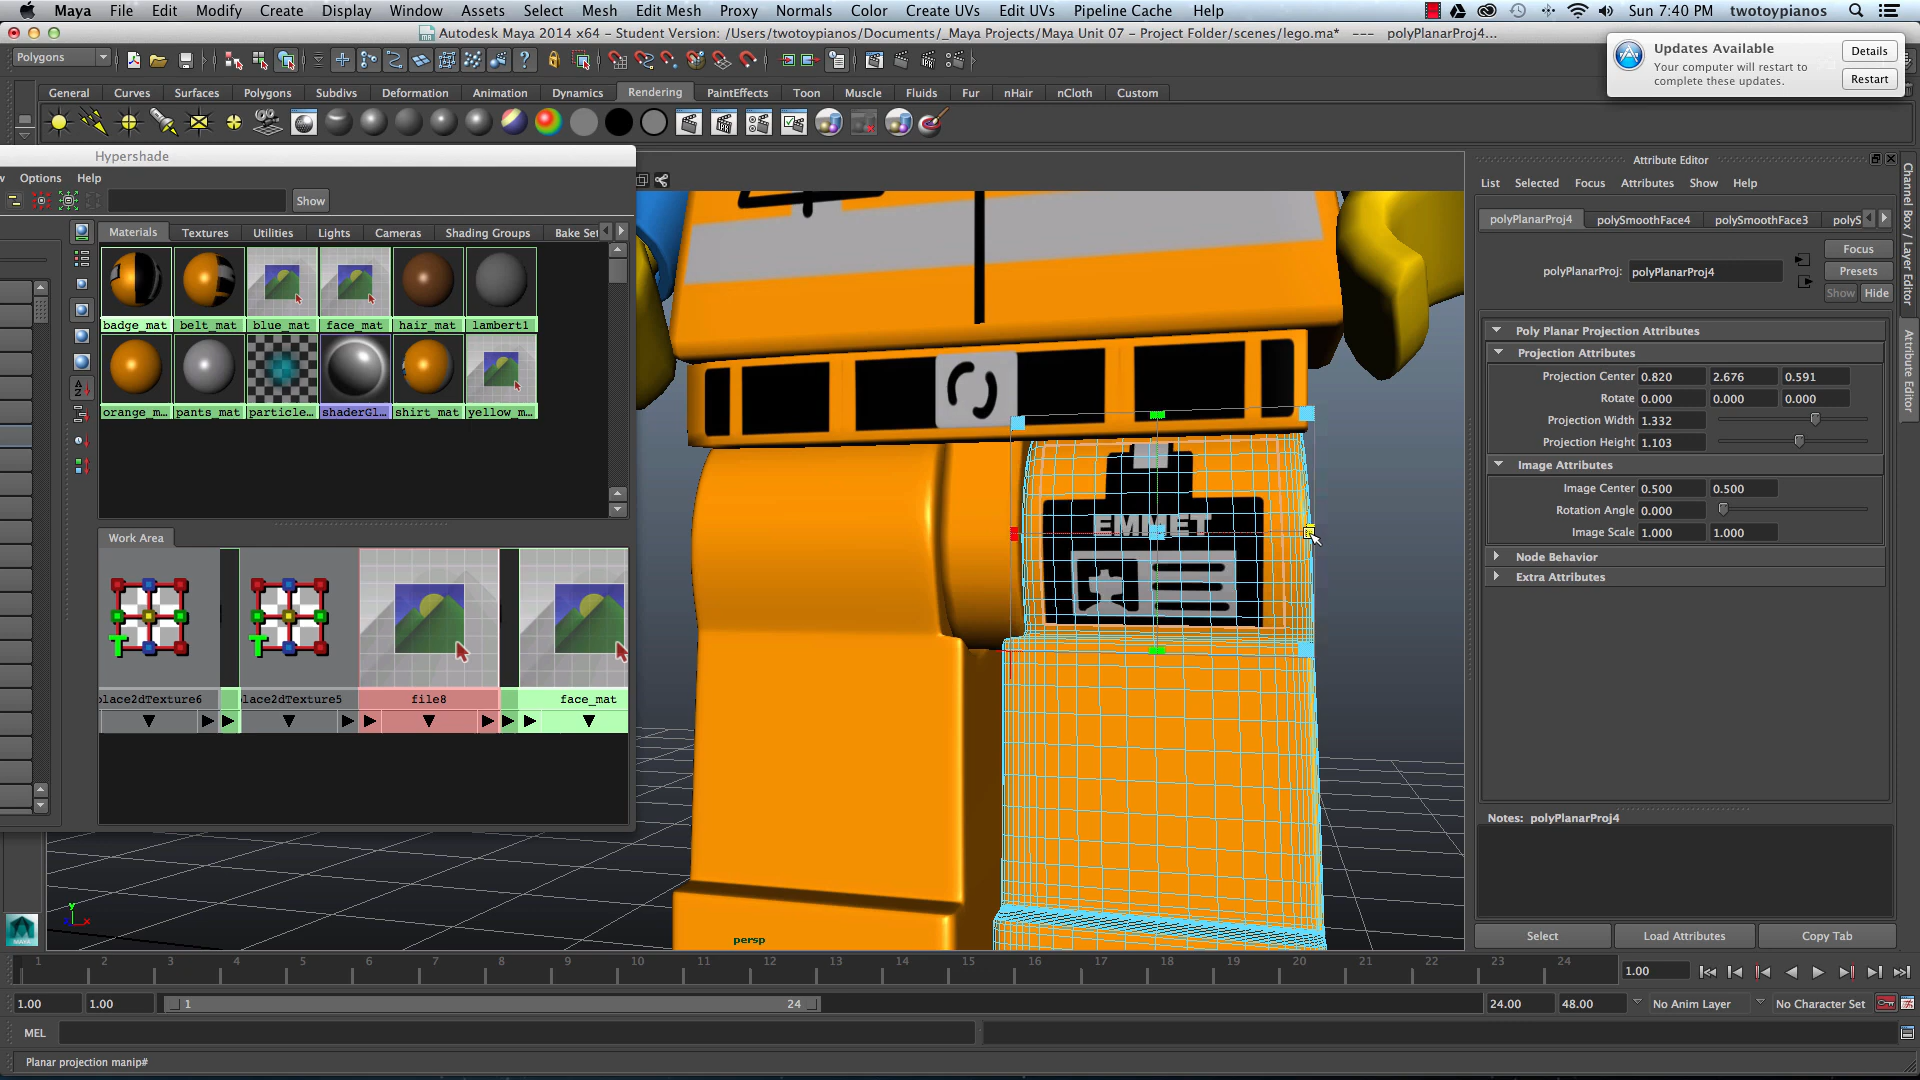 Maya File Edit Modify Create Display Window Assets Select Mesh Edit Mesh Proxy Normals Color Create UVs Edit UVs Pipeline Cache Help Sun 7:40 PM twotoypianos
Autodesk Maya 2014 x64 – Student Version: /Users/twotoypianos/Documents/_Maya Projects/Maya Unit 07 – Project Folder/scenes/lego.ma* --- polyPlanarProj4...
Updates Available
Your computer will restart to
complete these updates.
Details
Restart
Polygons
General Curves Surfaces Polygons Subdivs Deformation Animation Dynamics Rendering PaintEffects Toon Muscle Fluids Fur nHair nCloth Custom
Hypershade
Options Help
Show
Materials Textures Utilities Lights Cameras Shading Groups Bake Set
badge_mat belt_mat blue_mat face_mat hair_mat lambert1
orange_m... pants_mat particle... shaderGl... shirt_mat yellow_m...
Work Area
place2dTexture6 place2dTexture5 file8 face_mat
EMMET
persp
y
x
Attribute Editor
List Selected Focus Attributes Show Help
polyPlanarProj4 polySmoothFace4 polySmoothFace3 polyS
Focus
polyPlanarProj: polyPlanarProj4 Presets
Show Hide
Poly Planar Projection Attributes
Projection Attributes
Projection Center 0.820 2.676 0.591
Rotate 0.000 0.000 0.000
Projection Width 1.332
Projection Height 1.103
Image Attributes
Image Center 0.500 0.500
Rotation Angle 0.000
Image Scale 1.000 1.000
Node Behavior
Extra Attributes
Notes: polyPlanarProj4
Select Load Attributes Copy Tab
Channel Box / Layer Editor
Attribute Editor
1 2 3 4 5 6 7 8 9 10 11 12 13 14 15 16 17 18 19 20 21 22 23 24 1.00
1.00 1.00 1 24 24.00 48.00 No Anim Layer No Character Set
MEL
Planar projection manip#